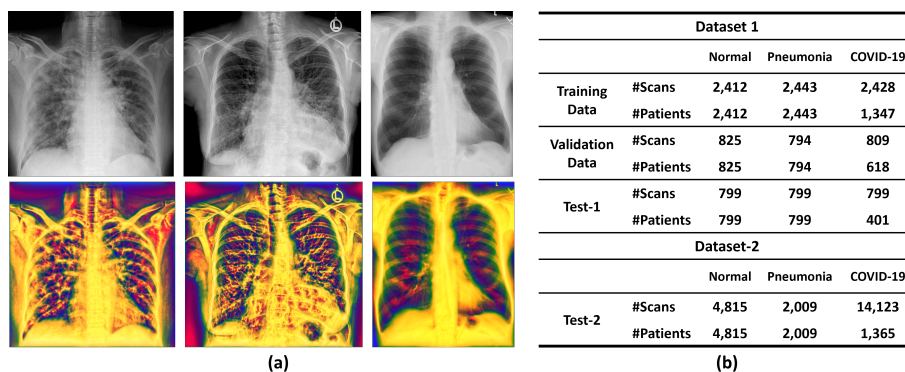 L
L
(a)
Dataset 1
Normal Pneumonia COVID-19
Training Data #Scans 2,412 2,443 2,428
#Patients 2,412 2,443 1,347
Validation Data #Scans 825 794 809
#Patients 825 794 618
Test-1 #Scans 799 799 799
#Patients 799 799 401
Dataset-2
Normal Pneumonia COVID-19
Test-2 #Scans 4,815 2,009 14,123
#Patients 4,815 2,009 1,365
(b)